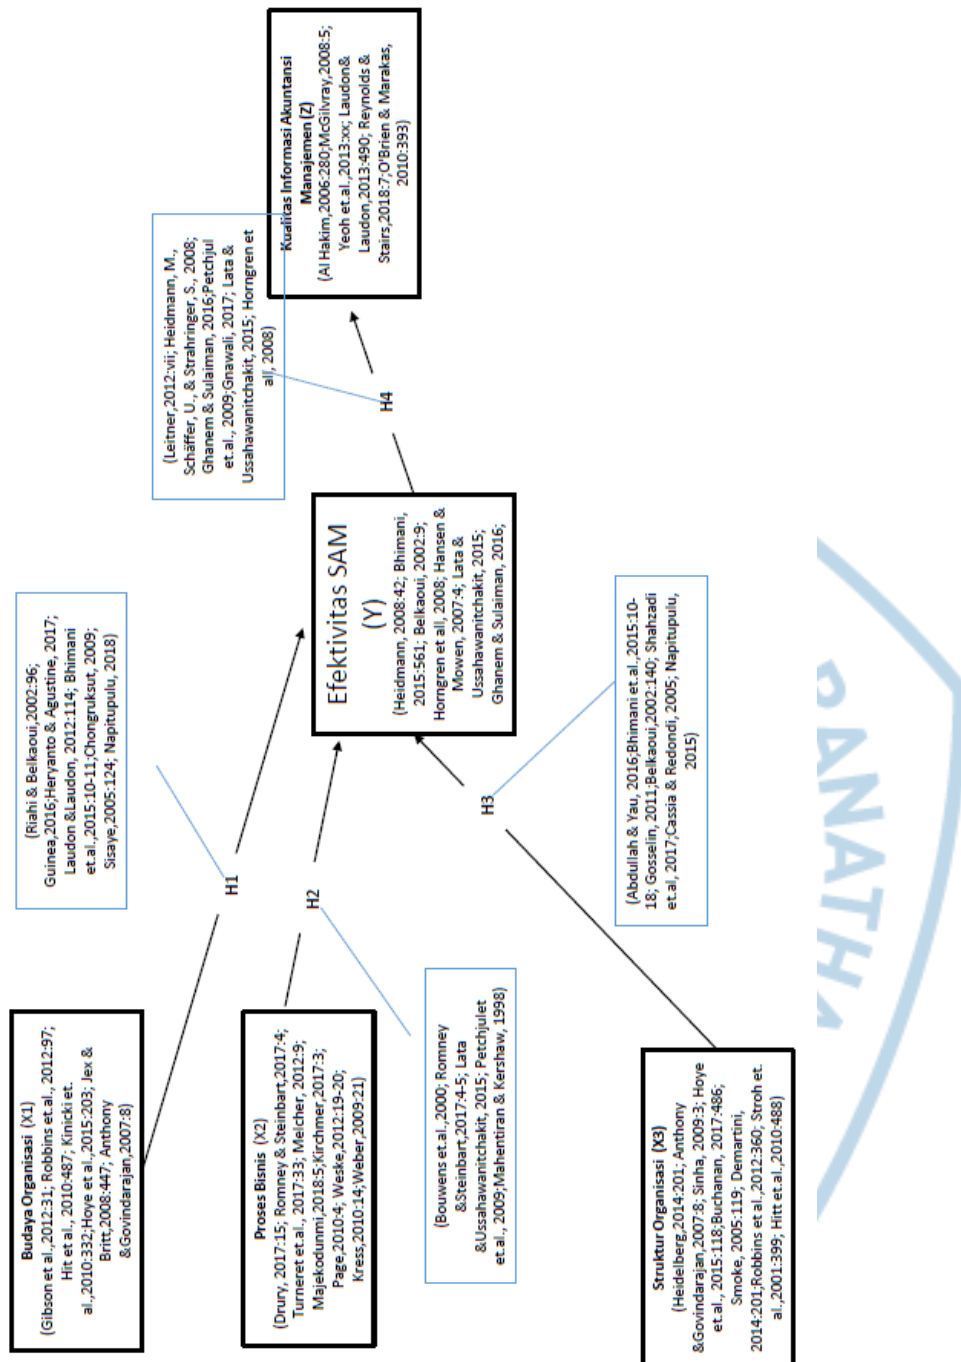 Budaya Organisasi (X1)
(Gibson et.al.,2012:31; Robbins et.al., 2012:97;
Hit et al., 2010:487; Kinicki et.
al.,2010:332;Hoye et.al.,2015:203; Jex &
Britt,2008:447; Anthony
&Govindarajan,2007:8)
(Riahi & Belkaoui,2002:96;
Guinea,2016;Heryanto & Agustine, 2017;
Laudon &Laudon, 2012:114; Bhimani
et.al.,2015:10-11;Chongruksut, 2009;
Sisaye,2005:124; Napitupulu, 2018)
H1
Proses Bisnis (X2)
(Drury, 2017:15; Romney & Steinbart,2017:4;
Turneret et.al., 2017:33; Melcher, 2012:9;
Majekodunmi,2018:5;Kirchmer,2017:3,
Page,2010:4; Weske,2012:19-20;
Kress,2010:14;Weber,2009:21)
H2
(Bouwens et.al.,2000; Romney
&Steinbart,2017:4-5; Lata
&Ussahawanitchakit, 2015; Petchjulet
et.al., 2009;Mahentiran & Kershaw, 1998)
Struktur Organisasi (X3)
(Heidelberg,2014:201; Anthony
&Govindarajan,2007:8; Sinha, 2009:3; Hoye
et.al., 2015:118;Buchanan, 2017:486;
Smoke, 2005:119; Demartini,
2014:201;Robbins et.al.,2012:360; Stroh et.
al.,2001:399; Hitt et.al.,2010:488)
H3
(Abdullah & Yau, 2016;Bhimani et.al.,2015:10-
18; Gosselin, 2011;Belkaoui,2002:140; Shahzadi
et.al, 2017;Cassia & Redondi, 2005; Napitupulu,
2015)
Efektivitas SAM
(Y)
(Heidmann, 2008:42; Bhimani,
2015:561; Belkaoui, 2002:9;
Horngren et all, 2008; Hansen &
Mowen, 2007:4; Lata &
Ussahawanitchakit, 2015;
Ghanem & Sulaiman, 2016;
(Leitner,2012:vii; Heidmann, M.,
Schäffer, U., & Strahringer, S., 2008;
Ghanem & Sulaiman, 2016;Petchjul
et.al., 2009;Gnawali, 2017; Lata &
Ussahawanitchakit, 2015; Horngren et
all, 2008)
H4
Kualitas Informasi Akuntansi
Manajemen (Z)
(Al Hakim,2006:280;McGilvray,2008:5;
Yeoh et.al.,2013:xx; Laudon&
Laudon,2013:490; Reynolds &
Stairs,2018:7;O'Brien & Marakas,
2010:393)
RANATHA